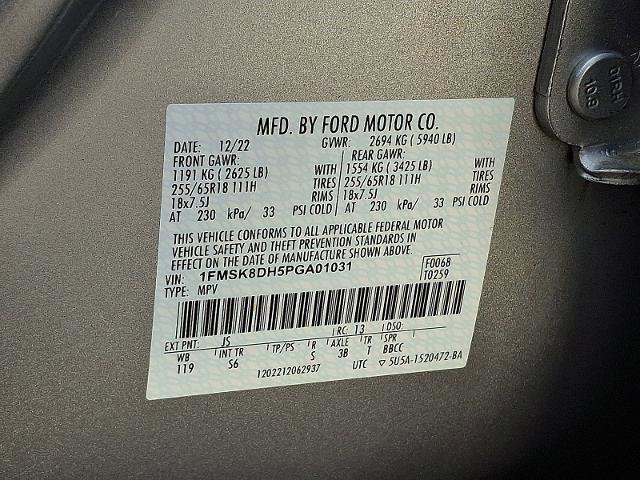 MFD. BY FORD MOTOR CO.
DATE: 12/22 GVWR: 2694 KG ( 5940 LB)
FRONT GAWR: REAR GAWR:
1191 KG ( 2625 LB) WITH 1554 KG ( 3425 LB) WITH
255/65R18 111H TIRES 255/65R18 111H TIRES
18x7.5J RIMS 18x7.5J RIMS
AT 230 kPa/ 33 PSI COLD AT 230 kPa/ 33 PSI COLD
THIS VEHICLE CONFORMS TO ALL APPLICABLE FEDERAL MOTOR
VEHICLE SAFETY AND THEFT PREVENTION STANDARDS IN
EFFECT ON THE DATE OF MANUFACTURE SHOWN ABOVE.
VIN: 1FMSK8DH5PGA01031 F0068
TYPE: MPV T0259
EXT PNT: JS RC: 13 DSO:
WB INT TR TP/PS R AXLE TR SPR
119 S6 S 3B T BBCC
1202212062937 UTC ▽ 5U5A-1520472-BA
10.8